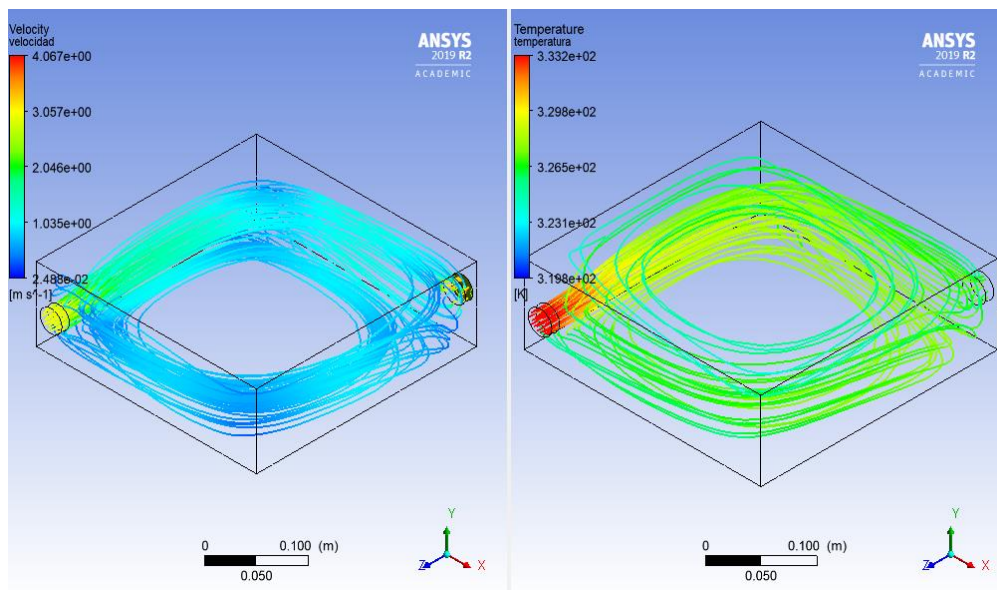 Velocity
velocidad
4.067e+00
3.057e+00
2.046e+00
1.035e+00
2.488e-02
[m s^-1]
ANSYS
2019 R2
ACADEMIC
0 0.100 (m)
0.050
Y
Z X
Temperature
temperatura
3.332e+02
3.298e+02
3.265e+02
3.231e+02
3.198e+02
[K]
ANSYS
2019 R2
ACADEMIC
0 0.100 (m)
0.050
Y
Z X